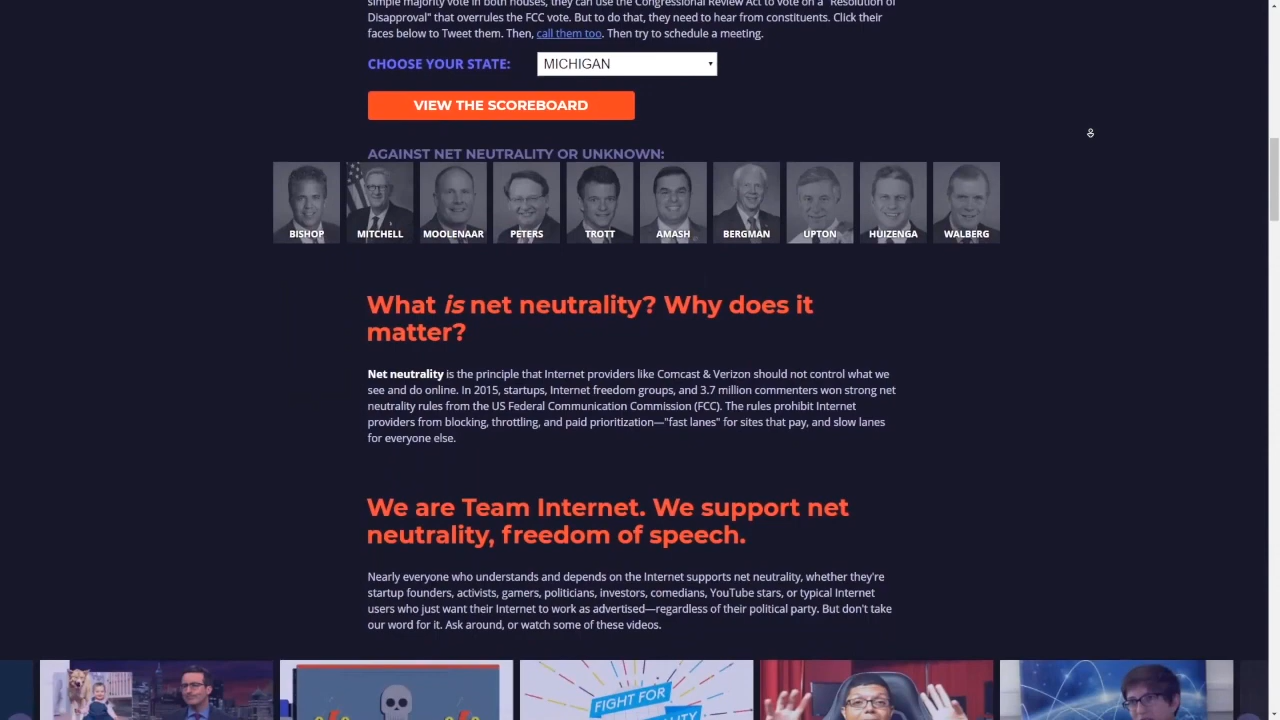 simple majority vote in both houses, they can use the Congressional Review Act to vote on a "Resolution of
Disapproval" that overrules the FCC vote. But to do that, they need to hear from constituents. Click their
faces below to Tweet them. Then, call them too. Then try to schedule a meeting.
CHOOSE YOUR STATE: MICHIGAN
VIEW THE SCOREBOARD
AGAINST NET NEUTRALITY OR UNKNOWN:
BISHOP MITCHELL MOOLENAAR PETERS TROTT AMASH BERGMAN UPTON HUIZENGA WALBERG
What is net neutrality? Why does it
matter?
Net neutrality is the principle that Internet providers like Comcast & Verizon should not control what we
see and do online. In 2015, startups, Internet freedom groups, and 3.7 million commenters won strong net
neutrality rules from the US Federal Communication Commission (FCC). The rules prohibit Internet
providers from blocking, throttling, and paid prioritization—"fast lanes" for sites that pay, and slow lanes
for everyone else.
We are Team Internet. We support net
neutrality, freedom of speech.
Nearly everyone who understands and depends on the Internet supports net neutrality, whether they're
startup founders, activists, gamers, politicians, investors, comedians, YouTube stars, or typical Internet
users who just want their Internet to work as advertised—regardless of their political party. But don't take
our word for it. Ask around, or watch some of these videos.
FIGHT FOR